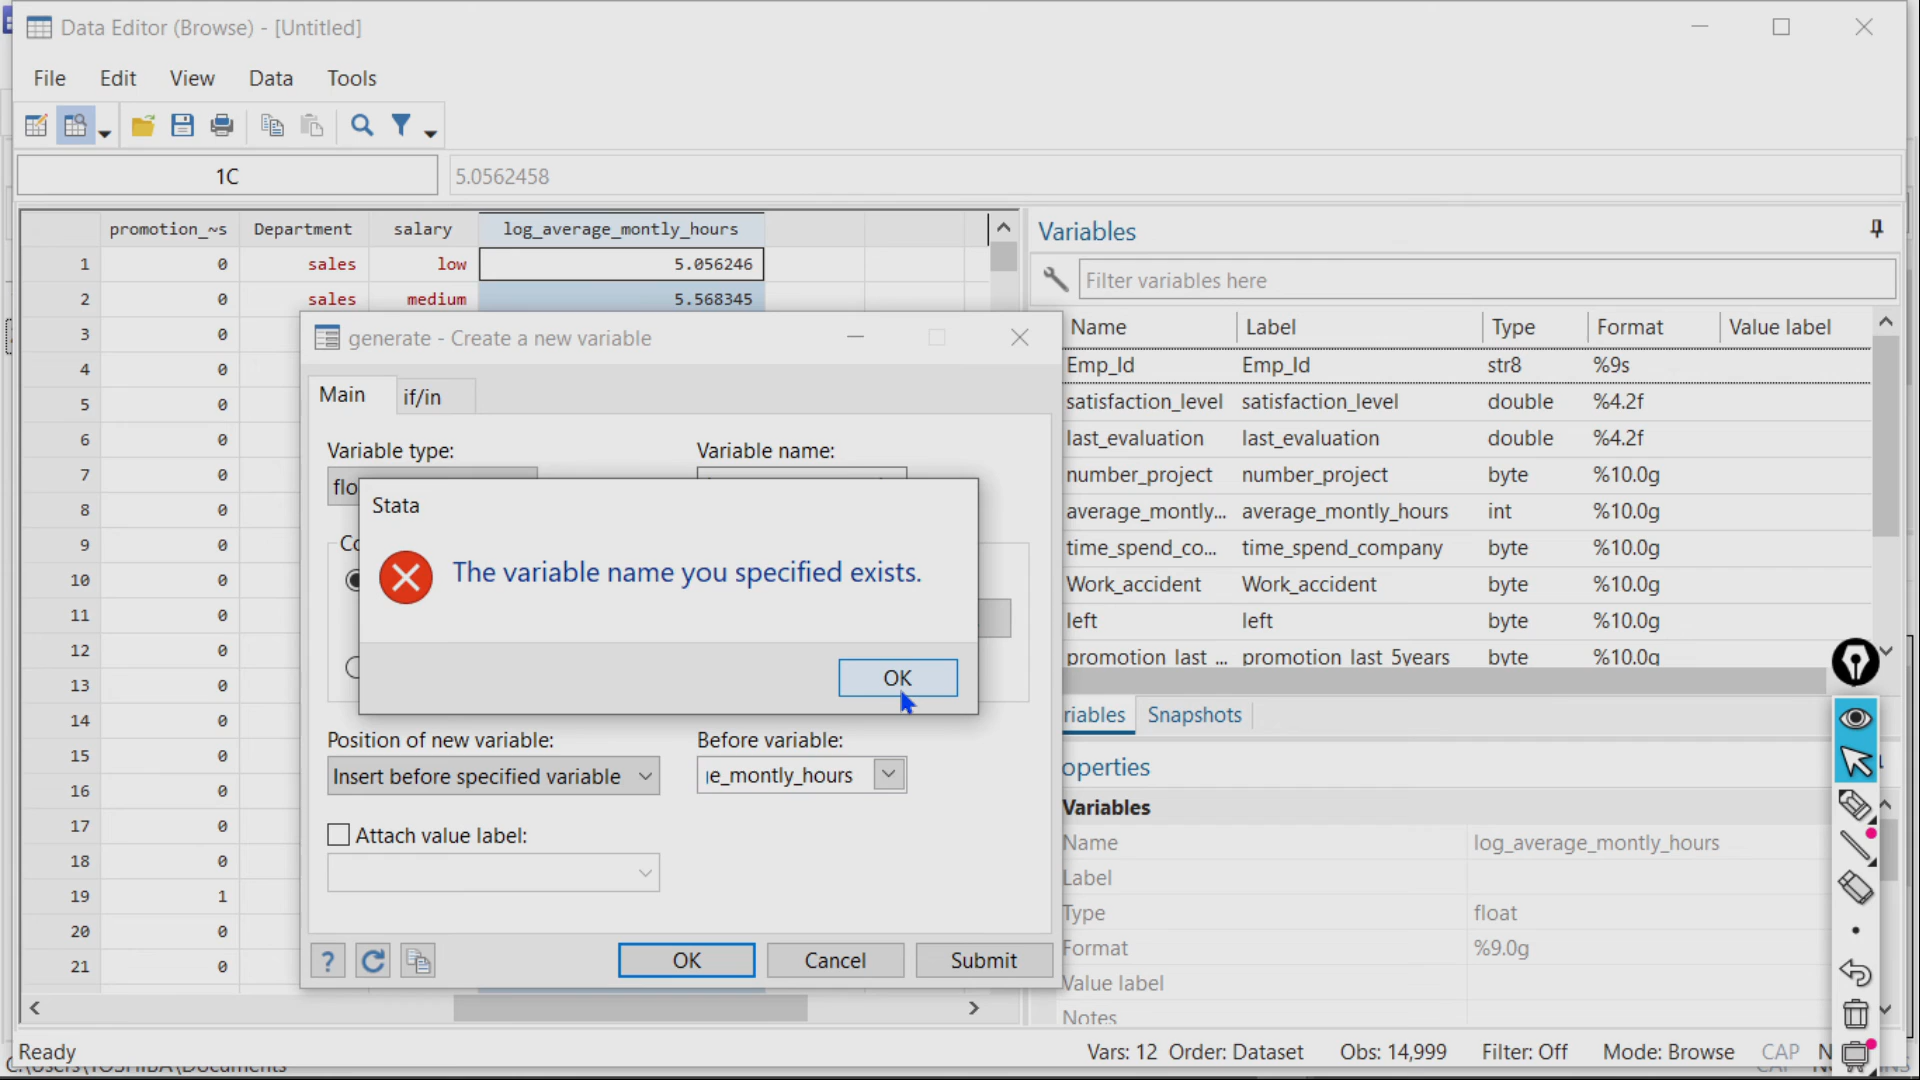 Data Editor (Browse) - [Untitled]
File Edit View Data Tools
1C 5.0562458
promotion_~s Department salary log_average_montly_hours
1 0 sales low 5.056246
2 0 sales medium 5.568345
3 0
4 0
5 0
6 0
7 0
8 0
9 0
10 0
11 0
12 0
13 0
14 0
15 0
16 0
17 0
18 0
19 1
20 0
21 0
generate - Create a new variable
Main if/in
Variable type: Variable name:
flo
Stata
The variable name you specified exists.
OK
Position of new variable: Before variable:
Insert before specified variable e_montly_hours
Attach value label:
? OK Cancel Submit
Variables
Filter variables here
Name Label Type Format Value label
Emp_Id Emp_Id str8 %9s
satisfaction_level satisfaction_level double %4.2f
last_evaluation last_evaluation double %4.2f
number_project number_project byte %10.0g
average_montly... average_montly_hours int %10.0g
time_spend_co... time_spend_company byte %10.0g
Work_accident Work_accident byte %10.0g
left left byte %10.0g
promotion_last_... promotion_last_5years byte %10.0g
riables Snapshots
operties
Variables
Name log_average_montly_hours
Label
Type float
Format %9.0g
Value label
Notes
Ready Vars: 12 Order: Dataset Obs: 14,999 Filter: Off Mode: Browse CAP N